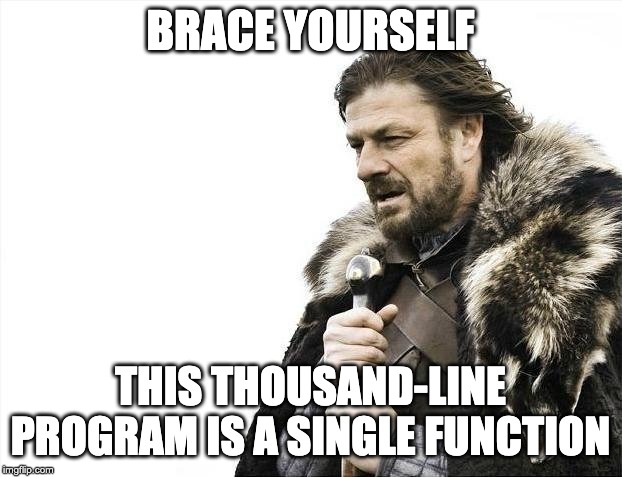 BRACE YOURSELF
THIS THOUSAND-LINE
PROGRAM IS A SINGLE FUNCTION
imgflip.com